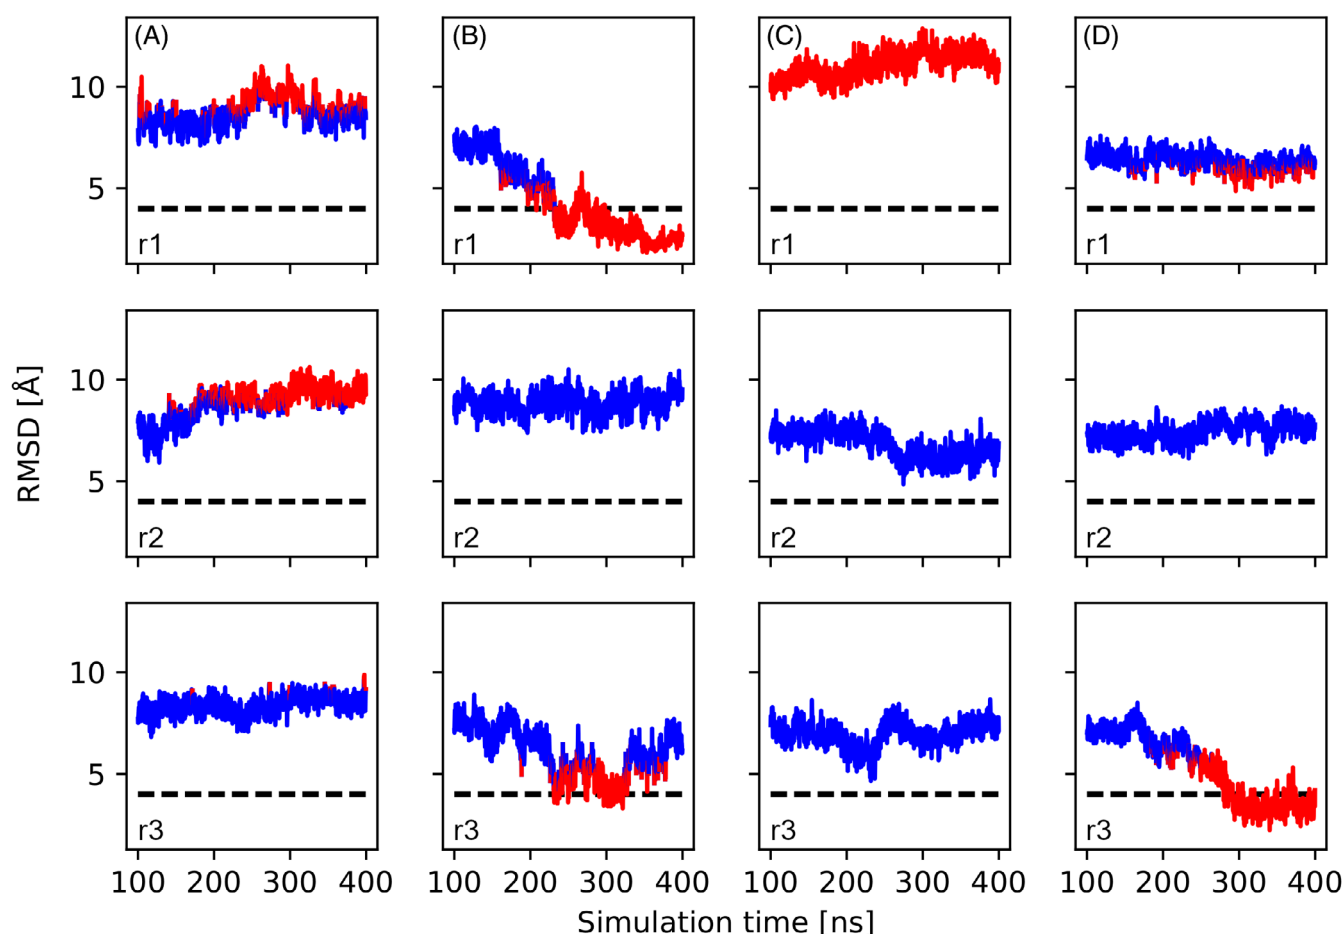 (A) (B) (C) (D)
10
5
r1 r1 r1 r1
10
5
r2 r2 r2 r2
RMSD [Å]
10
5
r3 r3 r3 r3
100 200 300 400 100 200 300 400 100 200 300 400 100 200 300 400
Simulation time [ns]